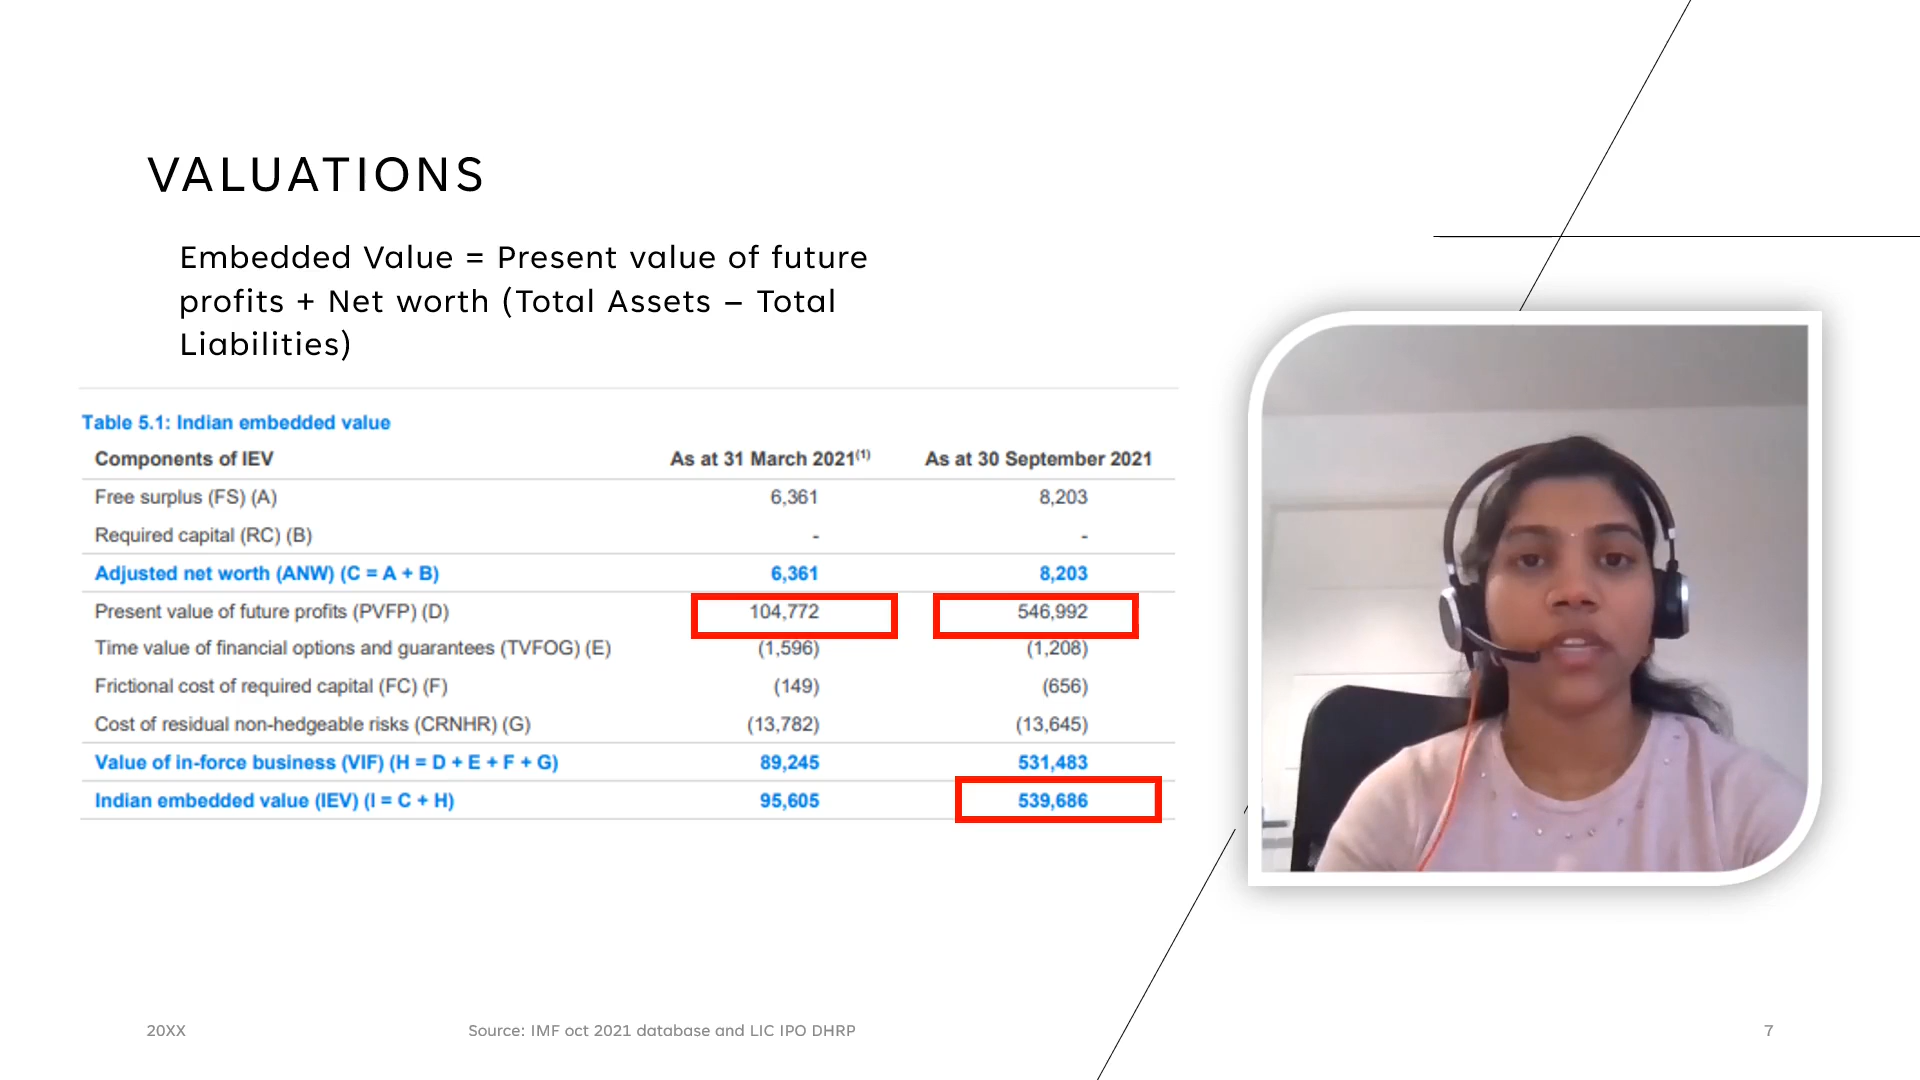 VALUATIONS
Embedded Value = Present value of future
profits + Net worth (Total Assets – Total
Liabilities)
Table 5.1: Indian embedded value
Components of IEV As at 31 March 2021(1) As at 30 September 2021
Free surplus (FS) (A) 6,361 8,203
Required capital (RC) (B) - -
Adjusted net worth (ANW) (C = A + B) 6,361 8,203
Present value of future profits (PVFP) (D) 104,772 546,992
Time value of financial options and guarantees (TVFOG) (E) (1,596) (1,208)
Frictional cost of required capital (FC) (F) (149) (656)
Cost of residual non-hedgeable risks (CRNHR) (G) (13,782) (13,645)
Value of in-force business (VIF) (H = D + E + F + G) 89,245 531,483
Indian embedded value (IEV) (I = C + H) 95,605 539,686
20XX Source: IMF oct 2021 database and LIC IPO DHRP 7